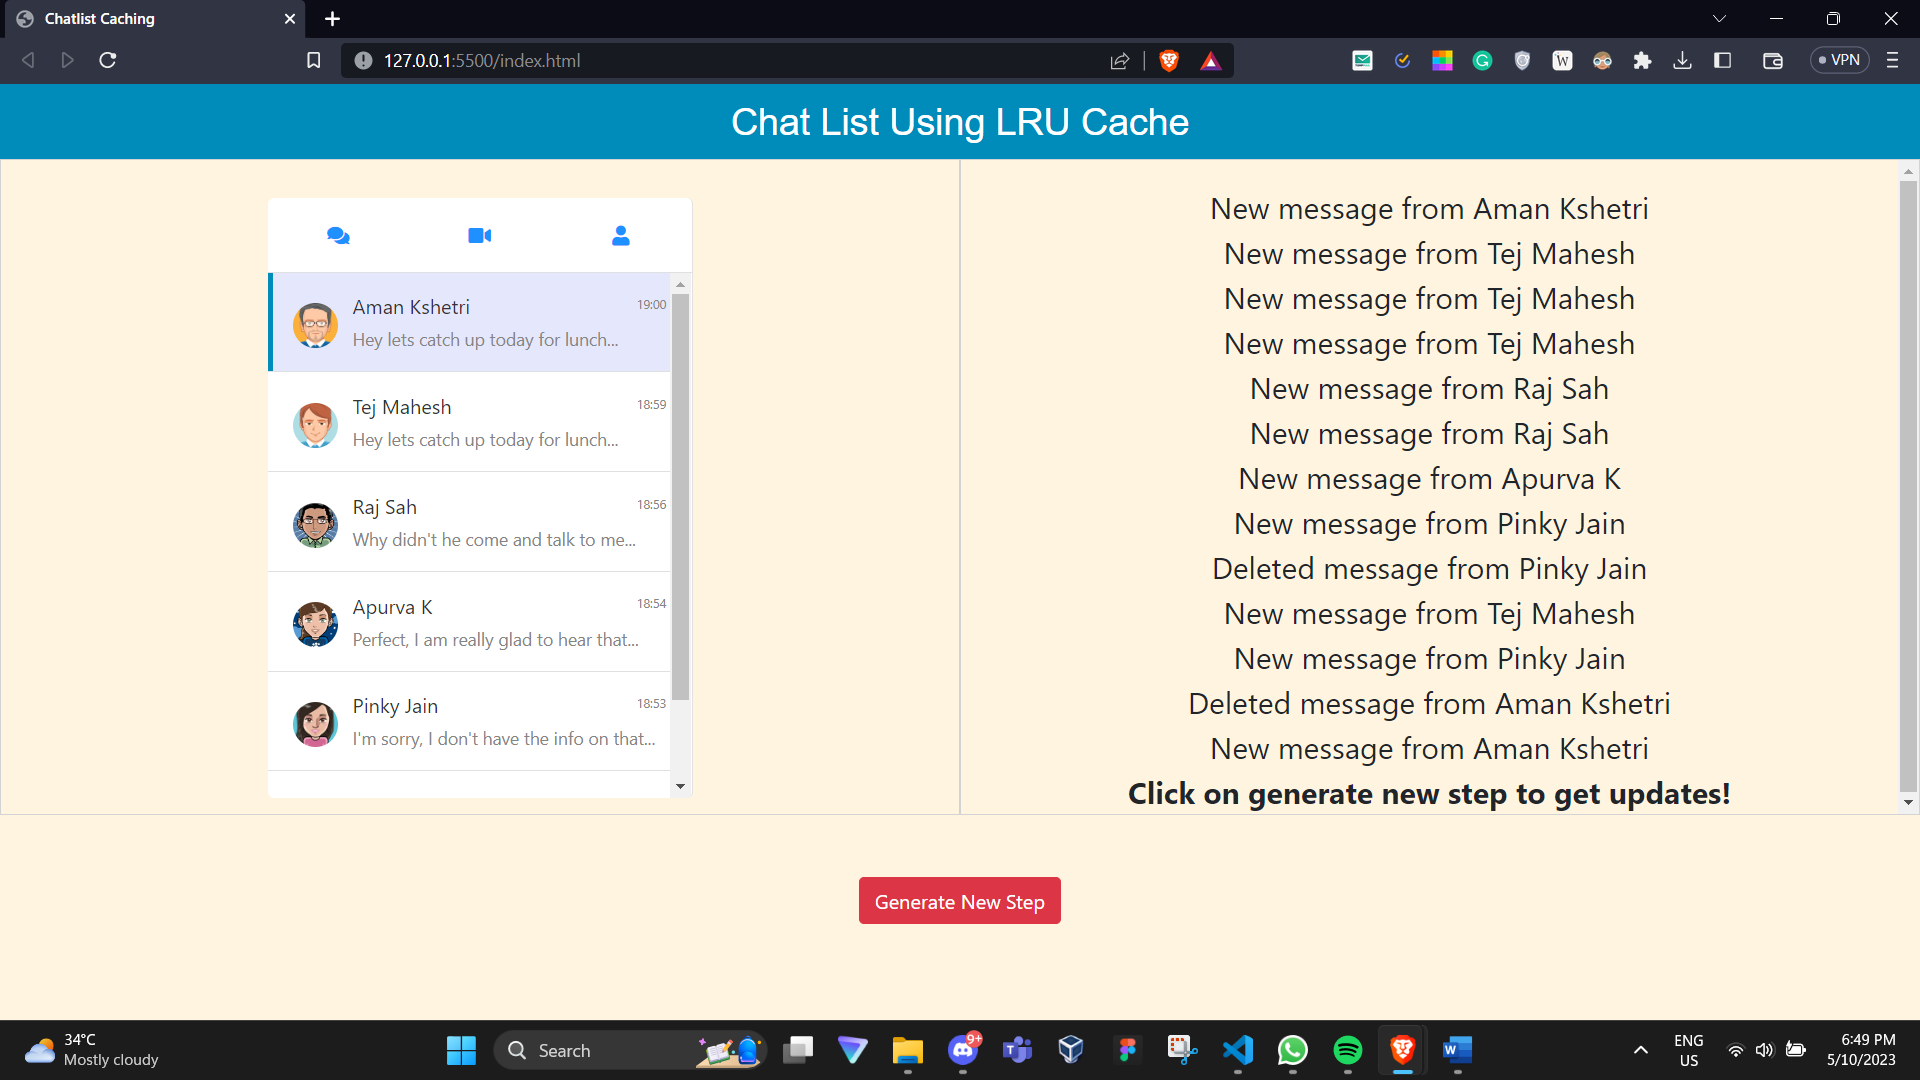 Chatlist Caching
127.0.0.1:5500/index.html
VPN
Chat List Using LRU Cache
Aman Kshetri
19:00
Hey lets catch up today for lunch...
Tej Mahesh
18:59
Hey lets catch up today for lunch...
Raj Sah
18:56
Why didn't he come and talk to me...
Apurva K
18:54
Perfect, I am really glad to hear that...
Pinky Jain
18:53
I'm sorry, I don't have the info on that...
New message from Aman Kshetri
New message from Tej Mahesh
New message from Tej Mahesh
New message from Tej Mahesh
New message from Raj Sah
New message from Raj Sah
New message from Apurva K
New message from Pinky Jain
Deleted message from Pinky Jain
New message from Tej Mahesh
New message from Pinky Jain
Deleted message from Aman Kshetri
New message from Aman Kshetri
Click on generate new step to get updates!
Generate New Step
34°C
Mostly cloudy
Search
9+
ENG
US
6:49 PM
5/10/2023